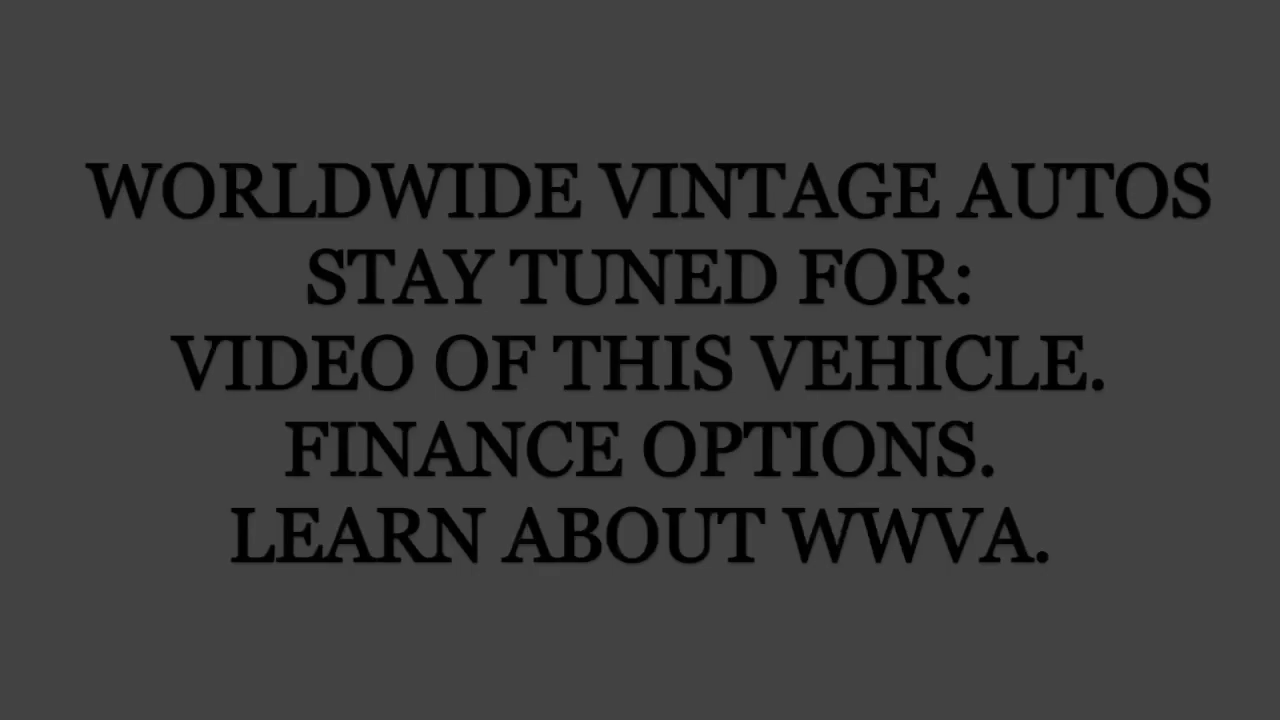 WORLDWIDE VINTAGE AUTOS
STAY TUNED FOR:
VIDEO OF THIS VEHICLE.
FINANCE OPTIONS.
LEARN ABOUT WWVA.